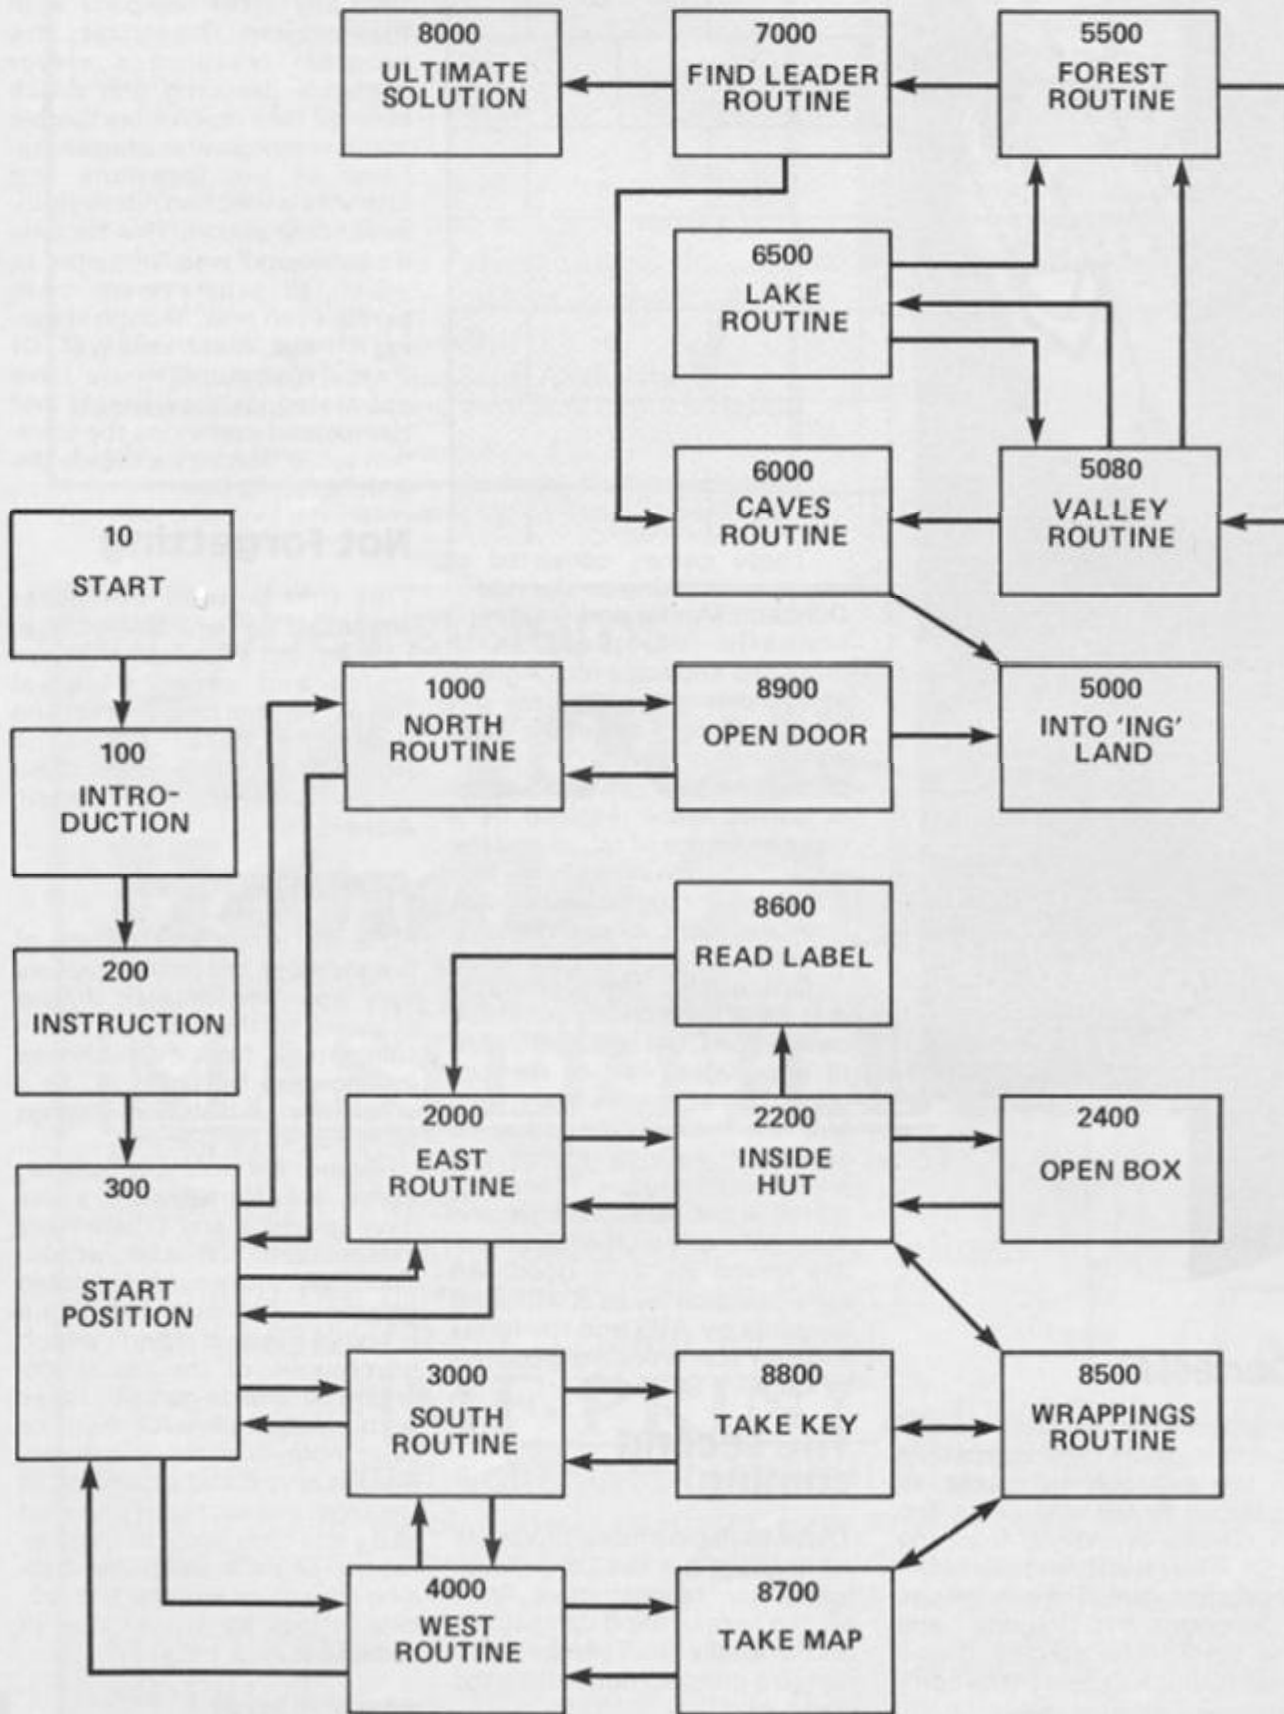 8000
ULTIMATE
SOLUTION
7000
FIND LEADER
ROUTINE
5500
FOREST
ROUTINE
6500
LAKE
ROUTINE
6000
CAVES
ROUTINE
5080
VALLEY
ROUTINE
10
START
1000
NORTH
ROUTINE
8900
OPEN DOOR
5000
INTO 'ING'
LAND
100
INTRO-
DUCTION
200
INSTRUCTION
8600
READ LABEL
300
START
POSITION
2000
EAST
ROUTINE
2200
INSIDE
HUT
2400
OPEN BOX
3000
SOUTH
ROUTINE
8800
TAKE KEY
8500
WRAPPINGS
ROUTINE
4000
WEST
ROUTINE
8700
TAKE MAP